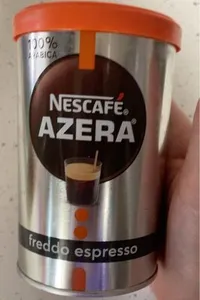 100%
ARABICA
NESCAFÉ®
AZERA®
freddo espresso